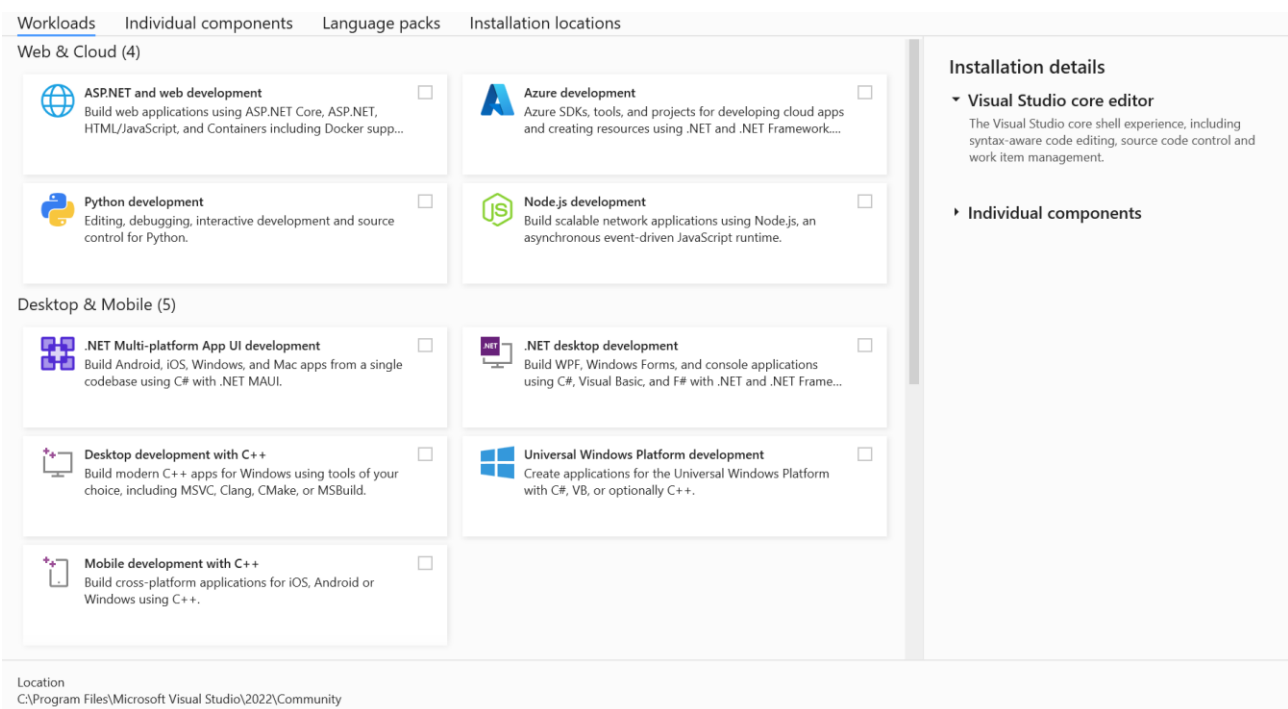 Workloads Individual components Language packs Installation locations
Web & Cloud (4)
ASP.NET and web development
Build web applications using ASP.NET Core, ASP.NET,
HTML/JavaScript, and Containers including Docker supp...
Azure development
Azure SDKs, tools, and projects for developing cloud apps
and creating resources using .NET and .NET Framework....
Python development
Editing, debugging, interactive development and source
control for Python.
JS
Node.js development
Build scalable network applications using Node.js, an
asynchronous event-driven JavaScript runtime.
Desktop & Mobile (5)
.NET Multi-platform App UI development
Build Android, iOS, Windows, and Mac apps from a single
codebase using C# with .NET MAUI.
.NET
.NET desktop development
Build WPF, Windows Forms, and console applications
using C#, Visual Basic, and F# with .NET and .NET Frame...
Desktop development with C++
Build modern C++ apps for Windows using tools of your
choice, including MSVC, Clang, CMake, or MSBuild.
Universal Windows Platform development
Create applications for the Universal Windows Platform
with C#, VB, or optionally C++.
Mobile development with C++
Build cross-platform applications for iOS, Android or
Windows using C++.
Installation details
Visual Studio core editor
The Visual Studio core shell experience, including
syntax-aware code editing, source code control and
work item management.
Individual components
Location
C:\Program Files\Microsoft Visual Studio\2022\Community